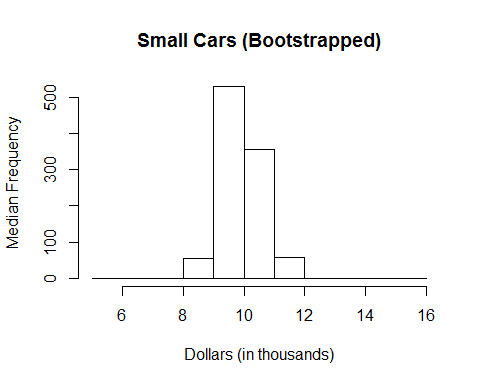 Small Cars (Bootstrapped)
Median Frequency
500
300
100
0
6 8 10 12 14 16
Dollars (in thousands)